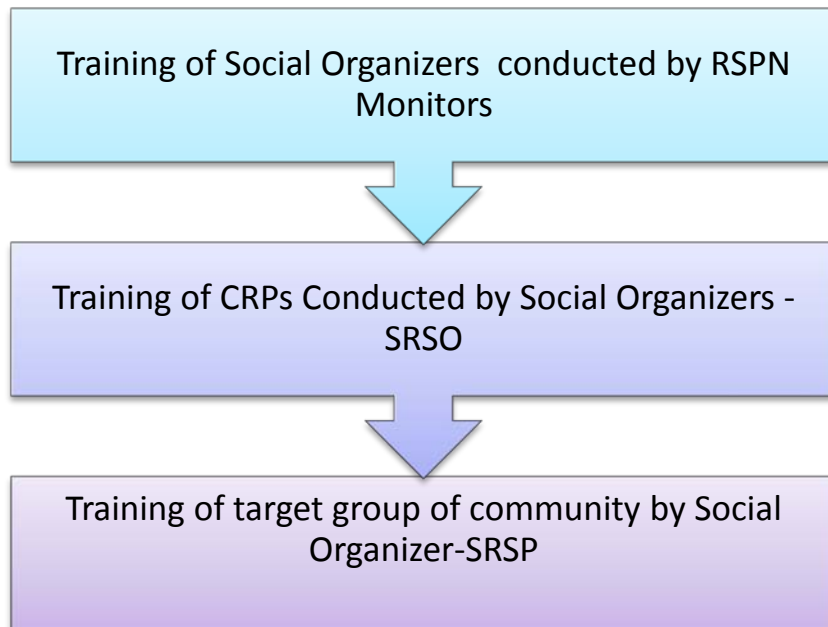 Training of Social Organizers  conducted by RSPN
Monitors
Training of CRPs Conducted by Social Organizers -
SRSO
Training of target group of community by Social
Organizer-SRSP